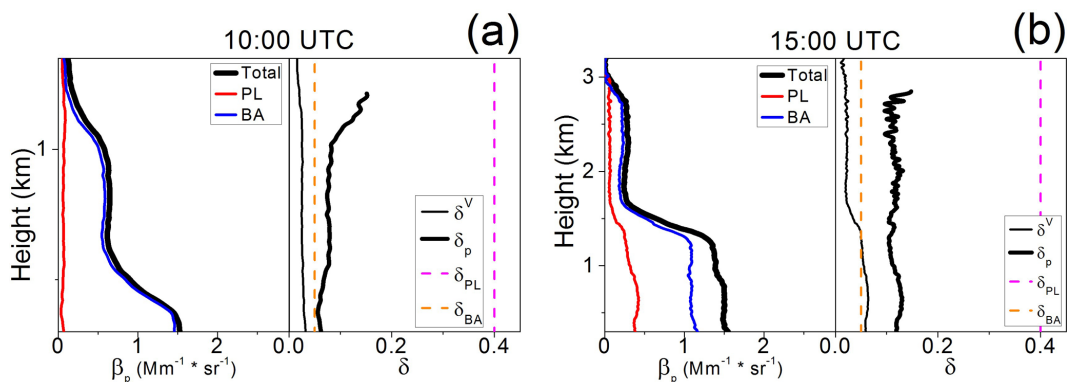 10:00 UTC
(a)
Total
PL
BA
1
Height (km)
δ^V
δ_p
δ_PL
δ_BA
0
1
2
0.0
0.2
0.4
β_p (Mm⁻¹ * sr⁻¹)
δ
15:00 UTC
(b)
Total
PL
BA
3
2
1
Height (km)
δ^V
δ_p
δ_PL
δ_BA
0
1
2
0.0
0.2
0.4
β_p (Mm⁻¹ * sr⁻¹)
δ